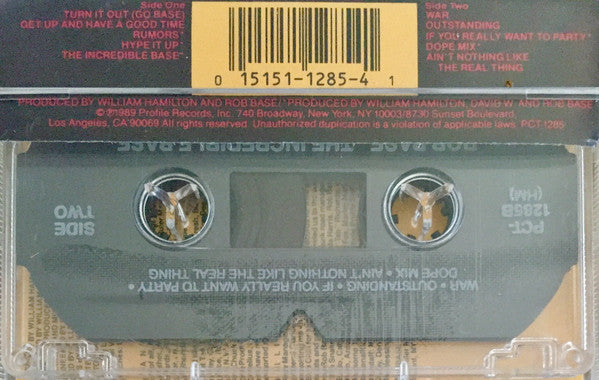 Side One
TURN IT OUT (GO BASE)
GET UP AND HAVE A GOOD TIME
RUMORS*
HYPE IT UP*
THE INCREDIBLE BASE*
0 15151-1285-4 1
Side Two
WAR
OUTSTANDING
IF YOU REALLY WANT TO PARTY*
DOPE MIX*
AIN'T NOTHING LIKE
THE REAL THING
PRODUCED BY WILLIAM HAMILTON AND ROB BASE/*PRODUCED BY WILLIAM HAMILTON, DAVID W. AND ROB BASE
©℗1989 Profile Records, Inc. 740 Broadway, New York, NY 10003/8730 Sunset Boulevard,
Los Angeles, CA 90069 All rights reserved. Unauthorized duplication is a violation of applicable laws. PCT-1285
ROB BASE THE INCREDIBLE BASE
SIDE
TWO
PCT-
1285B
(HM)
WAR • OUTSTANDING • IF YOU REALLY WANT TO PARTY •
DOPE MIX • AIN'T NOTHING LIKE THE REAL THING